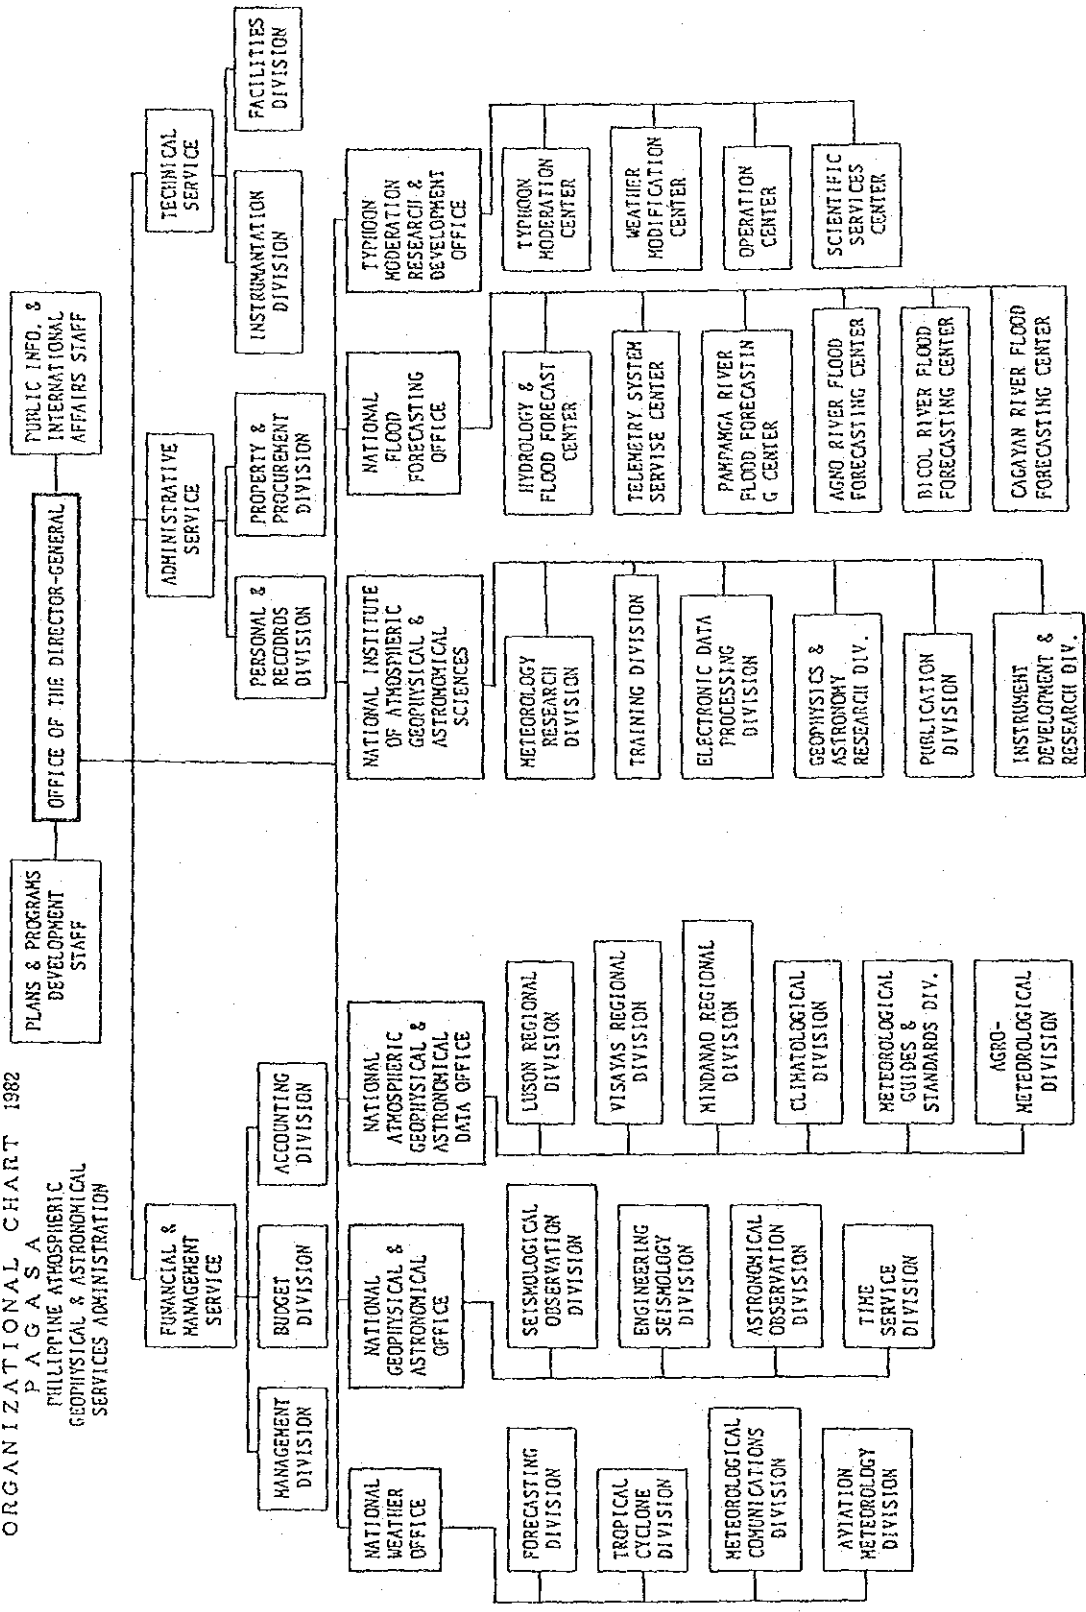 ORGANIZATIONAL CHART 1982
P A G A S A
PHILIPPINE ATHOSPHERIC
GEOPHYSICAL & ASTRONOMICAL
SERVICES ADMINISTRATION
PLANS & PROGRAMS
DEVELOPMENT
STAFF
OFFICE OF THE DIRECTOR-GENERAL
PUBLIC INFO. &
INTERNATIONAL
AFFAIRS STAFF
FUNANCIAL &
MANAGEMENT
SERVICE
ADMINISTRATIVE
SERVICE
TECHNICAL
SERVICE
MANAGEMENT
DIVISION
BUDGET
DIVISION
ACCOUNTING
DIVISION
PERSONAL &
RECODRDS
DIVISION
PROPERTY &
PROCUREMENT
DIVISION
INSTRUMANTATION
DIVISION
FACILITIES
DIVISION
NATIONAL
WEATHER
OFFICE
FORECASTING
DIVISION
TROPICAL
CYCLONE
DIVISION
METEOROLOGICAL
COMUNICATIONS
DIVISION
AVIATION
METEOROLOGY
DIVISION
NATIONAL
GEOPHYSICAL &
ASTRONOMICAL
OFFICE
SEISMOLOGICAL
OBSERVATION
DIVISION
ENGINEERING
SEISMOLOGY
DIVISION
ASTRONOMICAL
OBSERVATION
DIVISION
TIME
SERVICE
DIVISION
NATIONAL
ATMOSPHERIC
GEOPHYSICAL &
ASTRONOMICAL
DATA OFFICE
LUSON REGIONAL
DIVISION
VISAYAS REGIONAL
DIVISION
MINDANAO REGIONAL
DIVISION
CLIMATOLOGICAL
DIVISION
METEOROLOGICAL
GUIDES &
STANDARDS DIV.
AGRO-
METEOROLOGICAL
DIVISION
NATIONAL INSTITUTE
OF ATMOSPHERIC
GEOPHYSICAL &
ASTROMOMICAL
SCIENCES
METEOROLOGY
RESEARCH
DIVISION
TRAINING DIVISION
ELECTRONIC DATA
PROCESSING
DIVISION
GEOPHYSICS &
ASTRONOMY
RESEARCH DIV.
PUBLICATION
DIVISION
INSTRUMENT
DEVELOPMENT &
RESEARCH DIV.
NATIONAL
FLOOD
FORECASTING
OFFICE
HYDROLOGY &
FLOOD FORECAST
CENTER
TELEMETRY SYSTEM
SERVISE CENTER
PAMPAMGA RIVER
FLOOD FORECASTIN
G CENTER
AGNO RIVER FLOOD
FORECASTING CENTER
BICOL RIVER FLOOD
FORECASTING CENTER
CAGAYAN RIVER FLOOD
FORECASTING CENTER
TYPHOON
MODERATION
RESEARCH &
DEVELOPMENT
OFFICE
TYPHOON
MODERATION
CENTER
WEATHER
MODIFICATION
CENTER
OPERATION
CENTER
SCIENTIFIC
SERVICES
CENTER